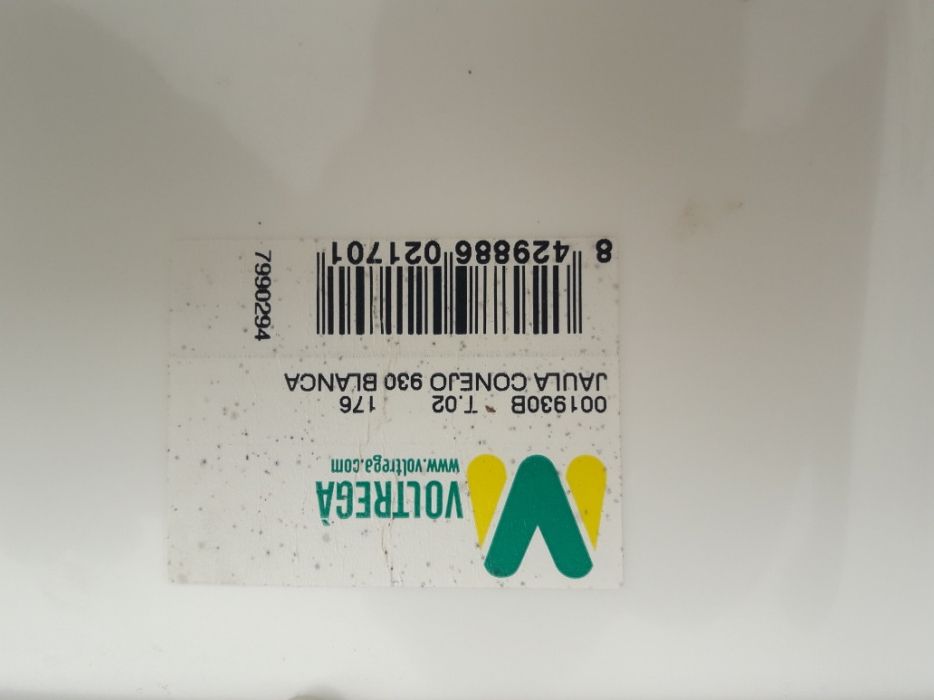 VOLTREGÀ
www.voltrega.com
001930B T.02 176
JAULA CONEJO 930 BLANCA
8 429886 021701
7990294